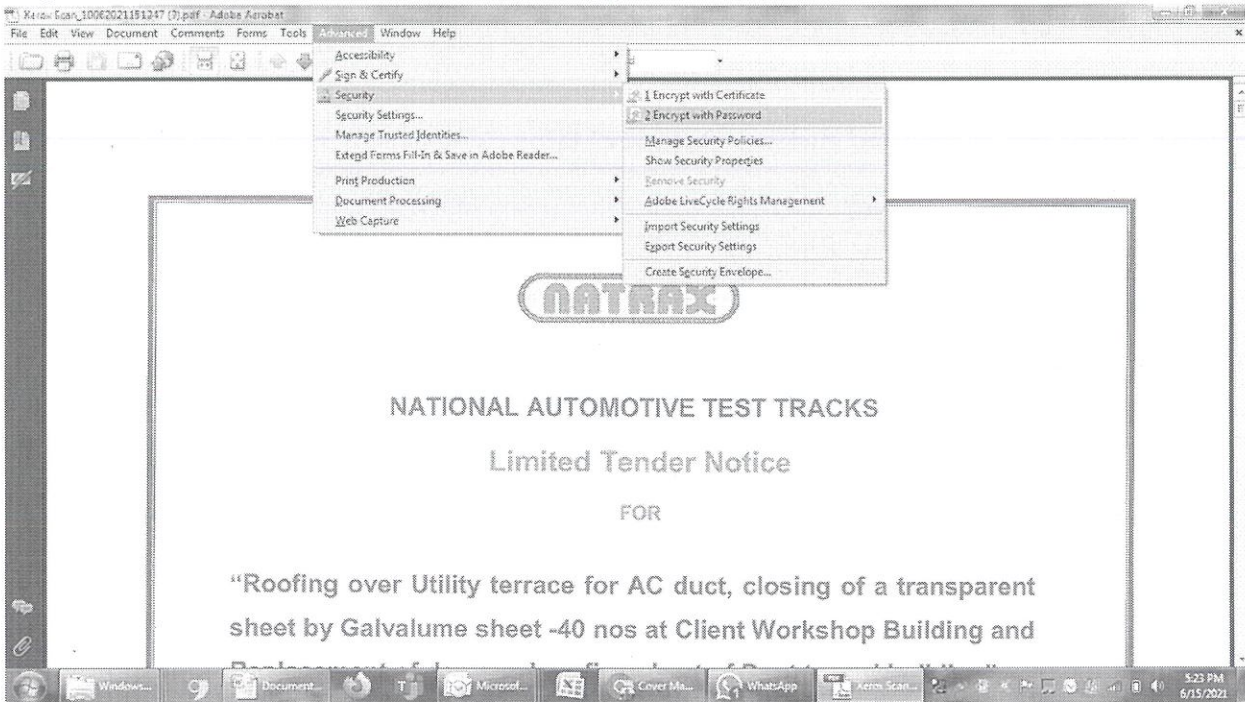 Xerox Scan_10062021151247 (3).pdf - Adobe Acrobat
File Edit View Document Comments Forms Tools Advanced Window Help
Accessibility
Sign & Certify
Security
Security Settings...
Manage Trusted Identities...
Extend Forms Fill-In & Save in Adobe Reader...
Print Production
Document Processing
Web Capture
1 Encrypt with Certificate
2 Encrypt with Password
Manage Security Policies...
Show Security Properties
Remove Security
Adobe LiveCycle Rights Management
Import Security Settings
Export Security Settings
Create Security Envelope...
NATRAX
NATIONAL AUTOMOTIVE TEST TRACKS
Limited Tender Notice
FOR
“Roofing over Utility terrace for AC duct, closing of a transparent
sheet by Galvalume sheet -40 nos at Client Workshop Building and
Windows... Document... Microsof... Cover Ma... WhatsApp Xerox Scan... 5:23 PM
6/15/2021